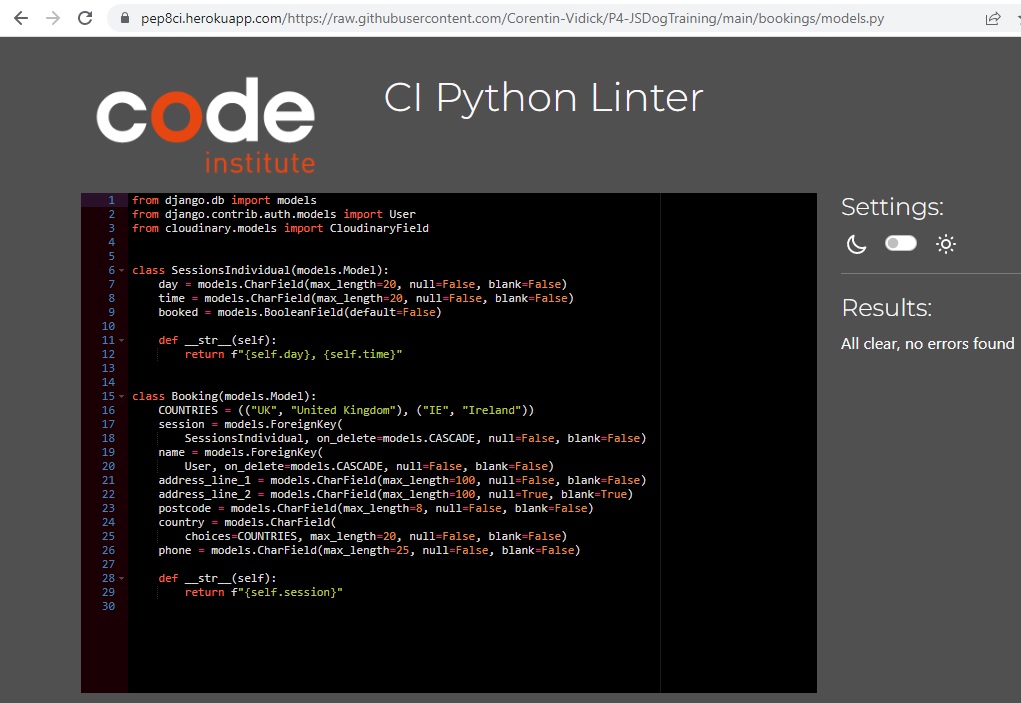 pep8ci.herokuapp.com/https://raw.githubusercontent.com/Corentin-Vidick/P4-JSDogTraining/main/bookings/models.py
code
institute
CI Python Linter
1 from django.db import models
2 from django.contrib.auth.models import User
3 from cloudinary.models import CloudinaryField
4
5
6 class SessionsIndividual(models.Model):
7     day = models.CharField(max_length=20, null=False, blank=False)
8     time = models.CharField(max_length=20, null=False, blank=False)
9     booked = models.BooleanField(default=False)
10
11     def __str__(self):
12         return f"{self.day}, {self.time}"
13
14
15 class Booking(models.Model):
16     COUNTRIES = (("UK", "United Kingdom"), ("IE", "Ireland"))
17     session = models.ForeignKey(
18         SessionsIndividual, on_delete=models.CASCADE, null=False, blank=False)
19     name = models.ForeignKey(
20         User, on_delete=models.CASCADE, null=False, blank=False)
21     address_line_1 = models.CharField(max_length=100, null=False, blank=False)
22     address_line_2 = models.CharField(max_length=100, null=True, blank=True)
23     postcode = models.CharField(max_length=8, null=False, blank=False)
24     country = models.CharField(
25         choices=COUNTRIES, max_length=20, null=False, blank=False)
26     phone = models.CharField(max_length=25, null=False, blank=False)
27
28     def __str__(self):
29         return f"{self.session}"
30
Settings:
Results:
All clear, no errors found